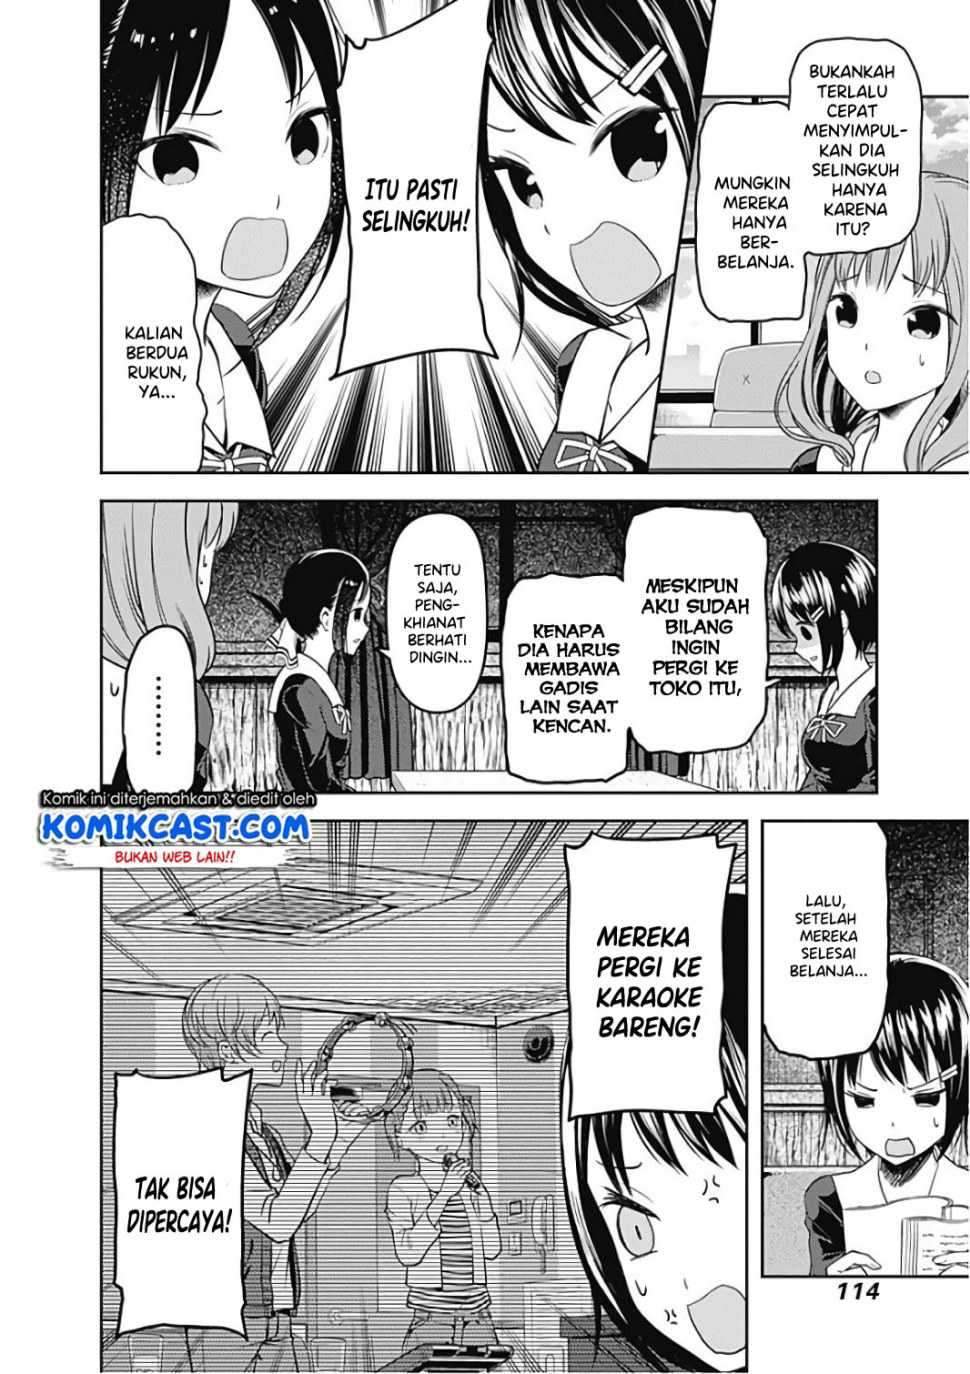 BUKANKAH
TERLALU
CEPAT
MENYIMPUL-
KAN DIA
SELINGKUH
HANYA
KARENA
ITU?
MUNGKIN
MEREKA
HANYA
BER-
BELANJA.
ITU PASTI
SELINGKUH!
KALIAN
BERDUA
RUKUN,
YA...
MESKIPUN
AKU SUDAH
BILANG
INGIN
PERGI KE
TOKO ITU,
KENAPA
DIA HARUS
MEMBAWA
GADIS
LAIN SAAT
KENCAN.
TENTU
SAJA,
PENG-
KHIANAT
BERHATI
DINGIN...
.........
Komik ini diterjemahkan & diedit oleh
KOMIKCAST.COM
BUKAN WEB LAIN!!
LALU,
SETELAH
MEREKA
SELESAI
BELANJA...
MEREKA
PERGI KE
KARAOKE
BARENG!
TAK BISA
DIPERCAYA!
114